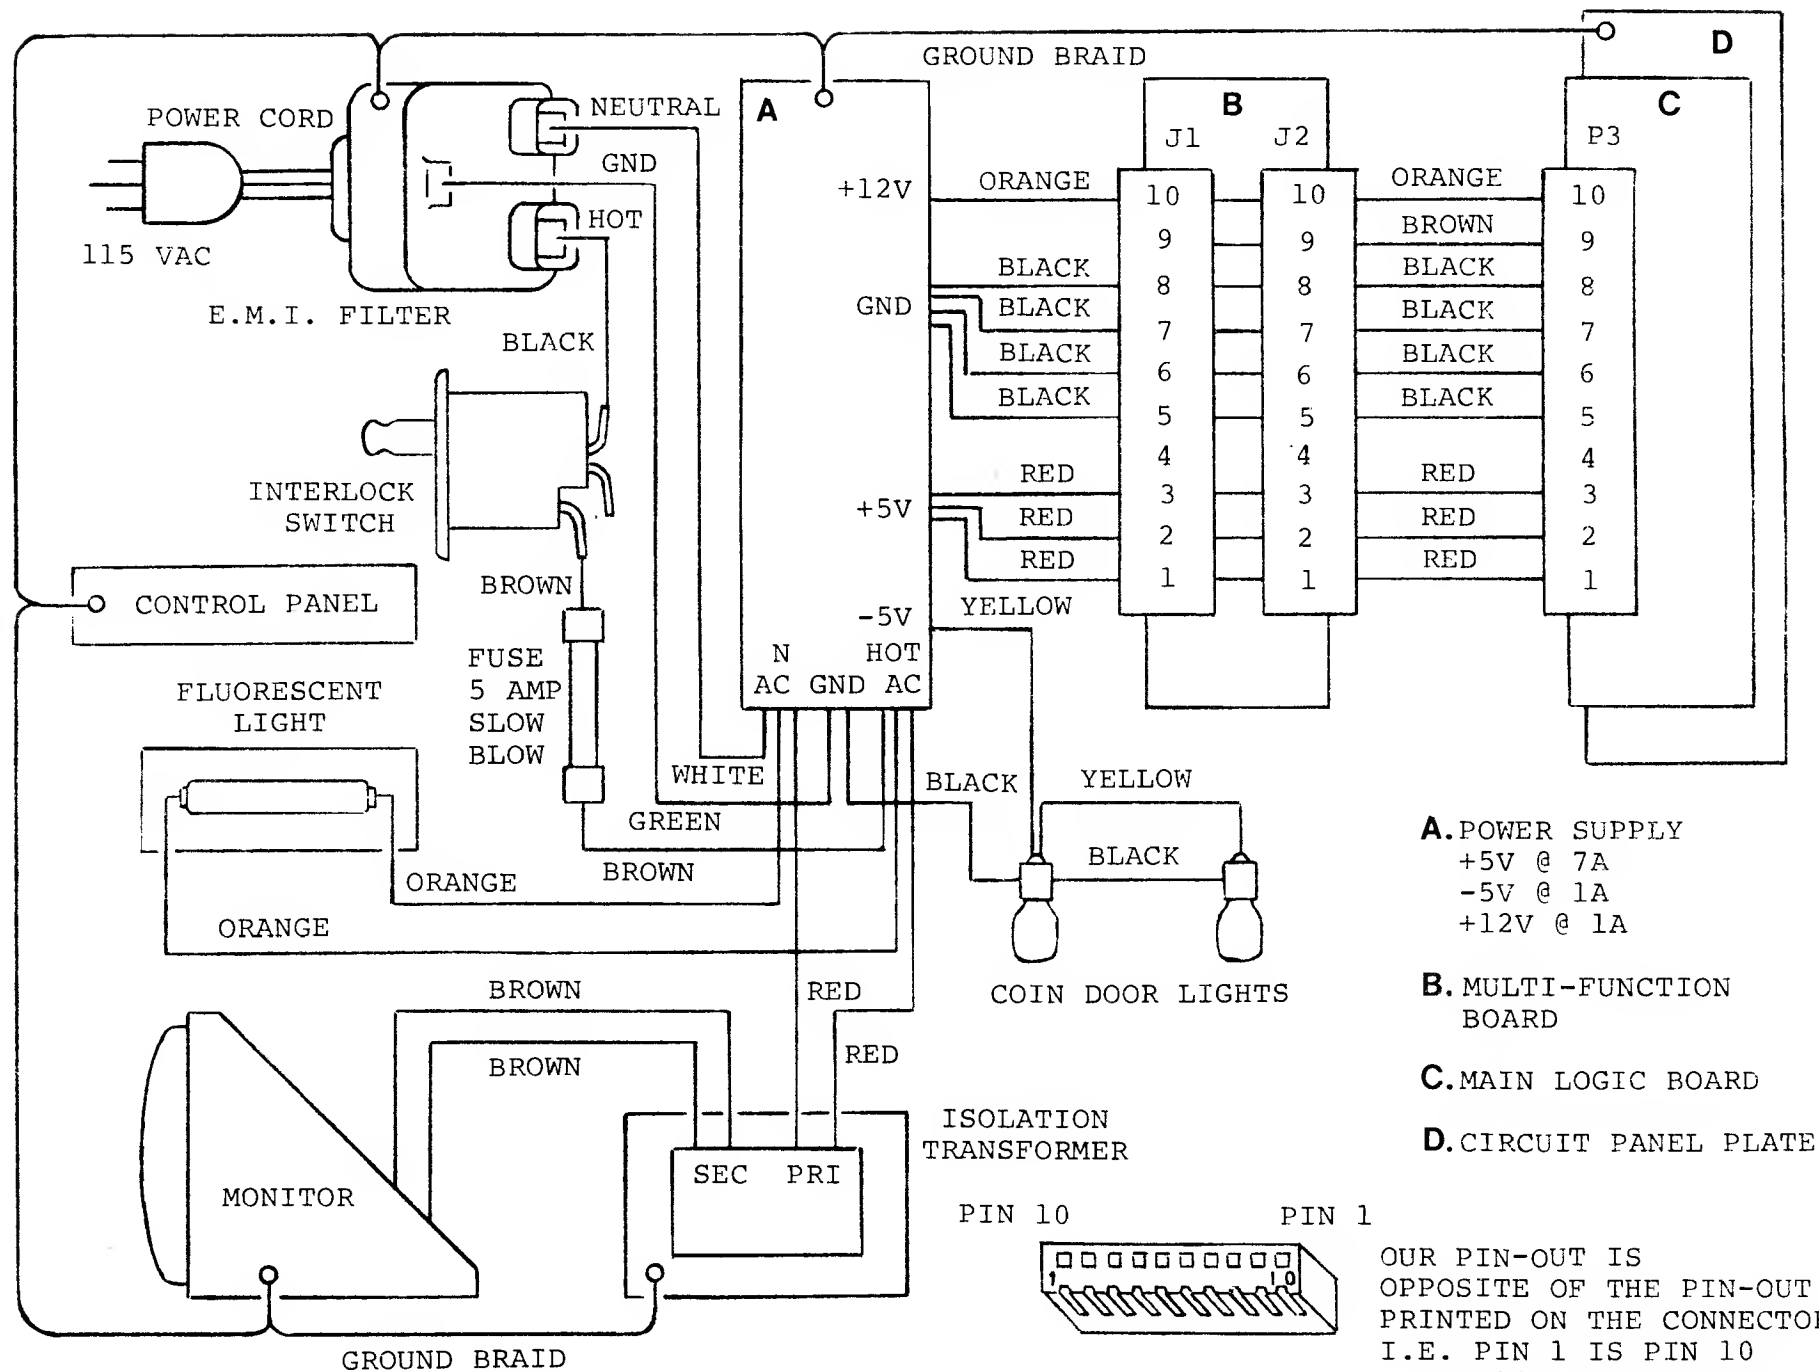 GROUND BRAID
D
A
B
C
POWER CORD
NEUTRAL
J1
J2
P3
GND
+12V
ORANGE
ORANGE
10
10
10
HOT
BROWN
9
9
9
115 VAC
BLACK
BLACK
8
8
8
E.M.I. FILTER
GND
BLACK
BLACK
7
7
7
BLACK
BLACK
BLACK
6
6
6
BLACK
BLACK
5
5
5
4
4
4
INTERLOCK
SWITCH
RED
RED
3
3
3
+5V
RED
RED
2
2
2
RED
RED
1
1
1
BROWN
CONTROL PANEL
YELLOW
-5V
N
HOT
AC GND AC
FUSE
5 AMP
SLOW
BLOW
FLUORESCENT
LIGHT
WHITE
BLACK
YELLOW
GREEN
BLACK
BROWN
ORANGE
ORANGE
A. POWER SUPPLY
+5V @ 7A
-5V @ 1A
+12V @ 1A
BROWN
RED
COIN DOOR LIGHTS
B. MULTI-FUNCTION
BOARD
BROWN
RED
C. MAIN LOGIC BOARD
ISOLATION
TRANSFORMER
D. CIRCUIT PANEL PLATE
SEC PRI
MONITOR
PIN 10
PIN 1
1
10
OUR PIN-OUT IS
OPPOSITE OF THE PIN-OUT
PRINTED ON THE CONNECTOR
I.E. PIN 1 IS PIN 10
GROUND BRAID